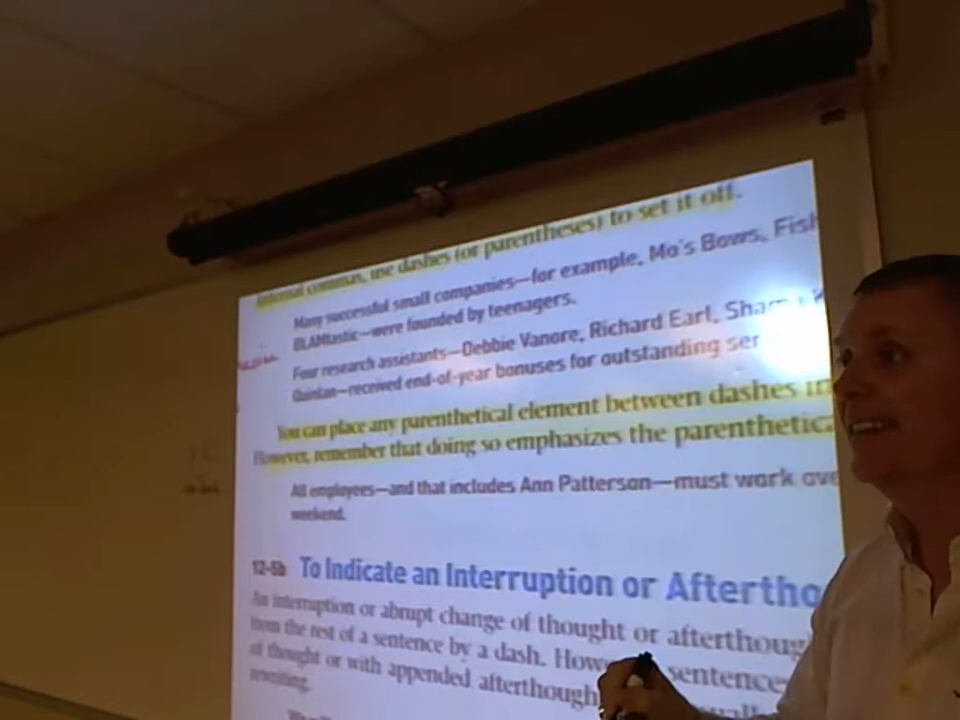 internal commas, use dashes (or parentheses) to set it off.
Many successful small companies—for example, Mo's Bows, Fish
BLAMtastic—were founded by teenagers.
Four research assistants—Debbie Vanore, Richard Earl,
Quinlan—received end-of-year bonuses for outstanding ser
You can place any parenthetical element between dashes
However, remember that doing so emphasizes the parenthetica
All employees—and that includes Ann Patterson—must work ove
weekend.
12-5b To Indicate an Interruption or Aftertho
An interruption or abrupt change of thought or afterthough
from the rest of a sentence by a dash. How sentences
of thought or with appended afterthough
rewriting.